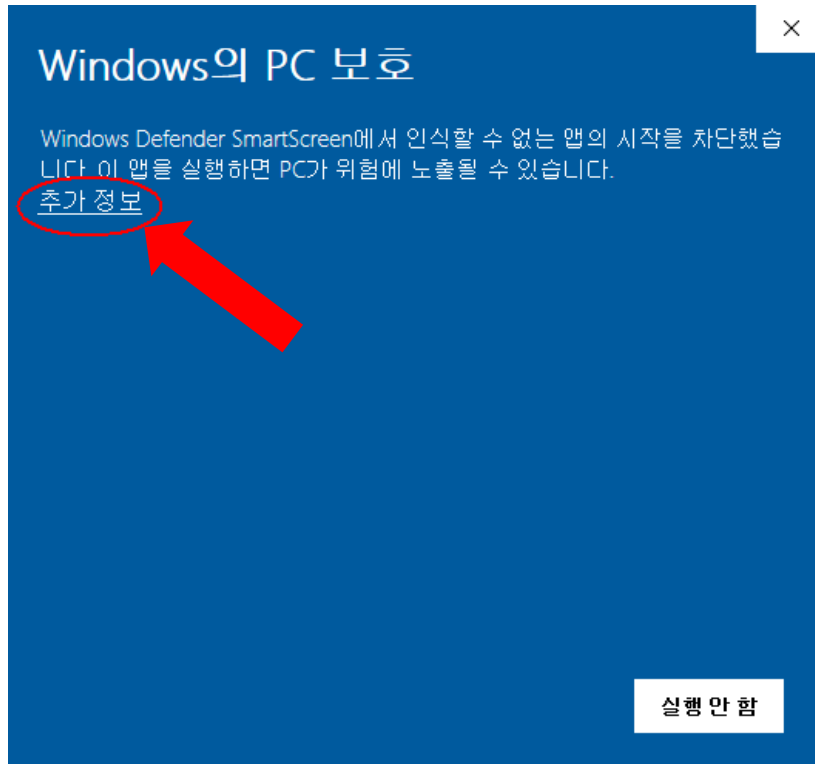 Windows의 PC 보호
Windows Defender SmartScreen에서 인식할 수 없는 앱의 시작을 차단했습
니다. 이 앱을 실행하면 PC가 위험에 노출될 수 있습니다.
추가 정보
실행 안 함